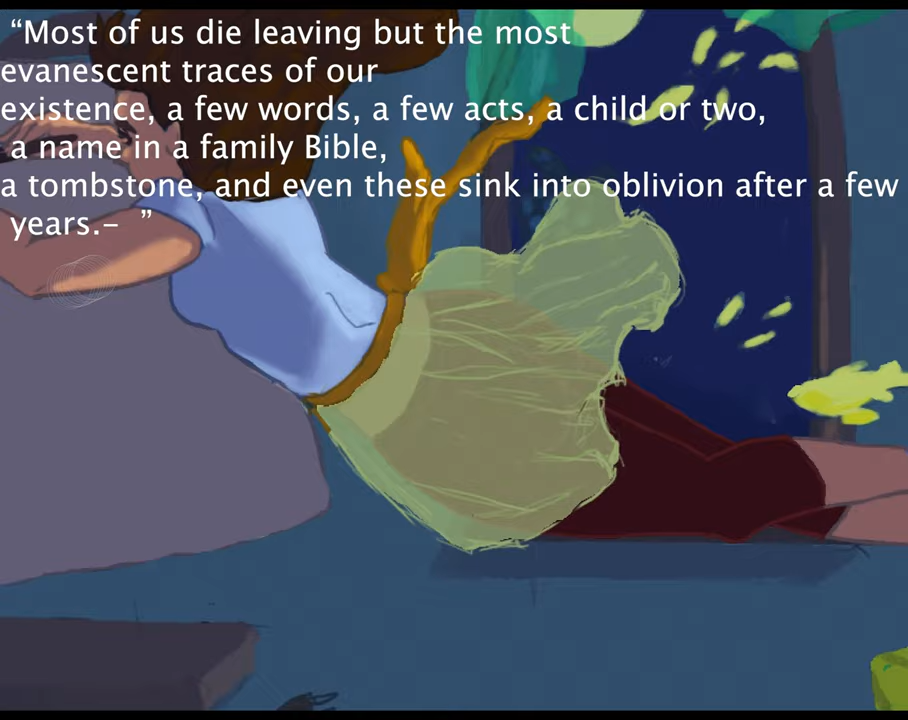 “Most of us die leaving but the most
evanescent traces of our
existence, a few words, a few acts, a child or two,
a name in a family Bible,
a tombstone, and even these sink into oblivion after a few
years.– ”